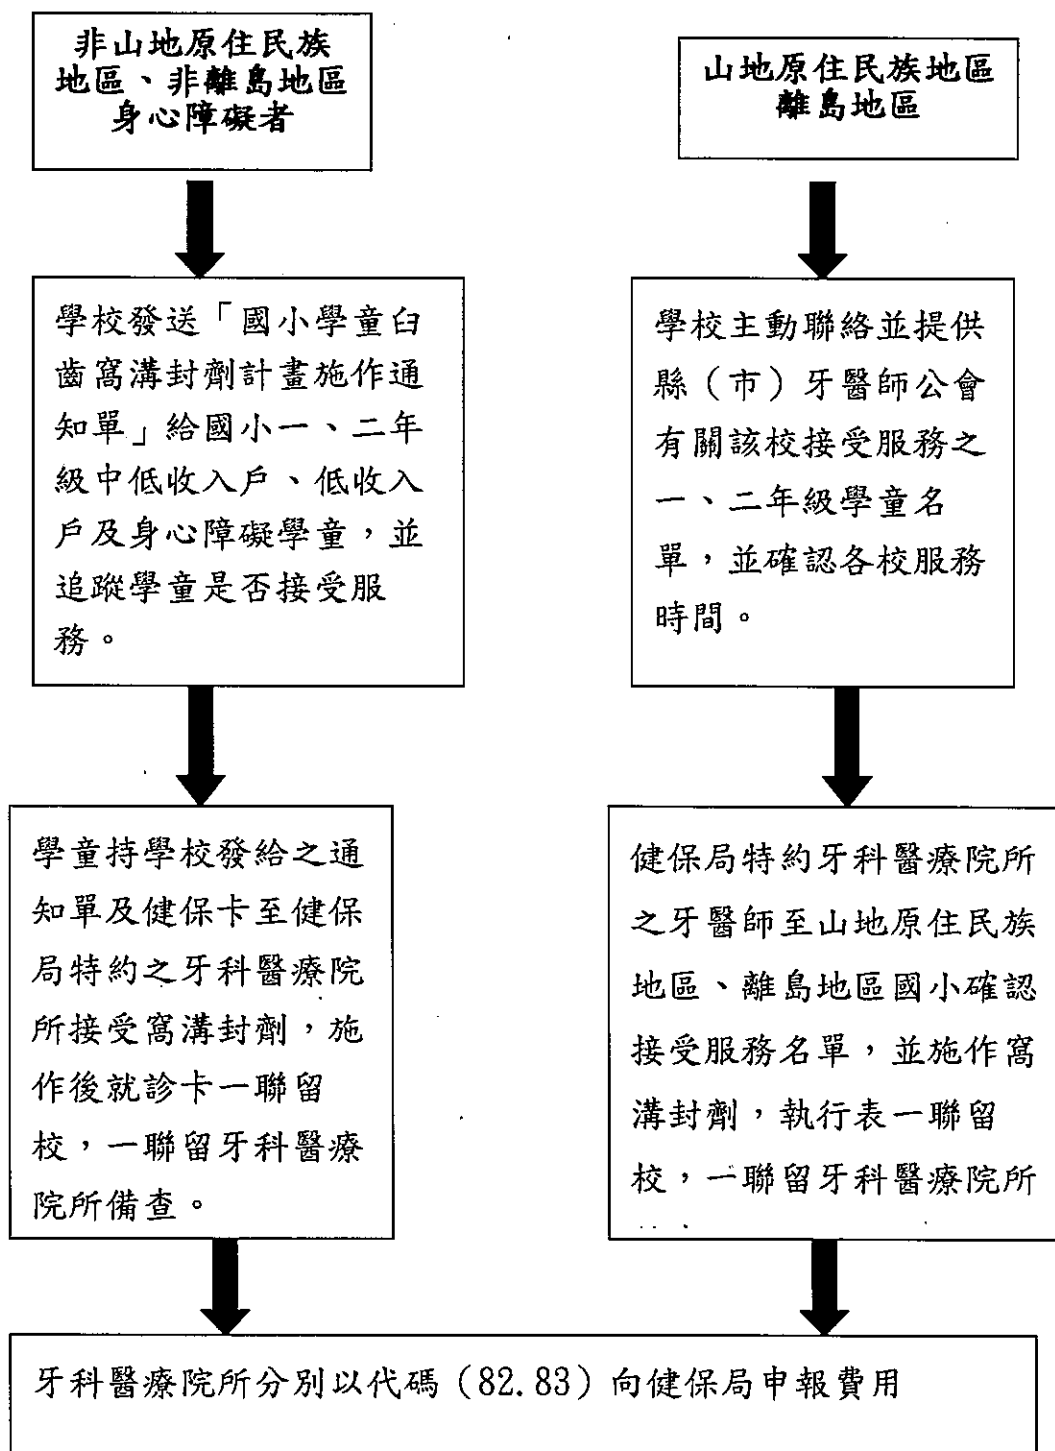 非山地原住民族
地區、非離島地區
身心障礙者
山地原住民族地區
離島地區
學校發送「國小學童臼
齒窩溝封劑計畫施作通
知單」給國小一、二年
級中低收入戶、低收入
戶及身心障礙學童，並
追蹤學童是否接受服
務。
學校主動聯絡並提供
縣（市）牙醫師公會
有關該校接受服務之
一、二年級學童名
單，並確認各校服務
時間。
學童持學校發給之通
知單及健保卡至健保
局特約之牙科醫療院
所接受窩溝封劑，施
作後就診卡一聯留
校，一聯留牙科醫療
院所備查。
健保局特約牙科醫療院所
之牙醫師至山地原住民族
地區、離島地區國小確認
接受服務名單，並施作窩
溝封劑，執行表一聯留
校，一聯留牙科醫療院所
牙科醫療院所分別以代碼（82.83）向健保局申報費用